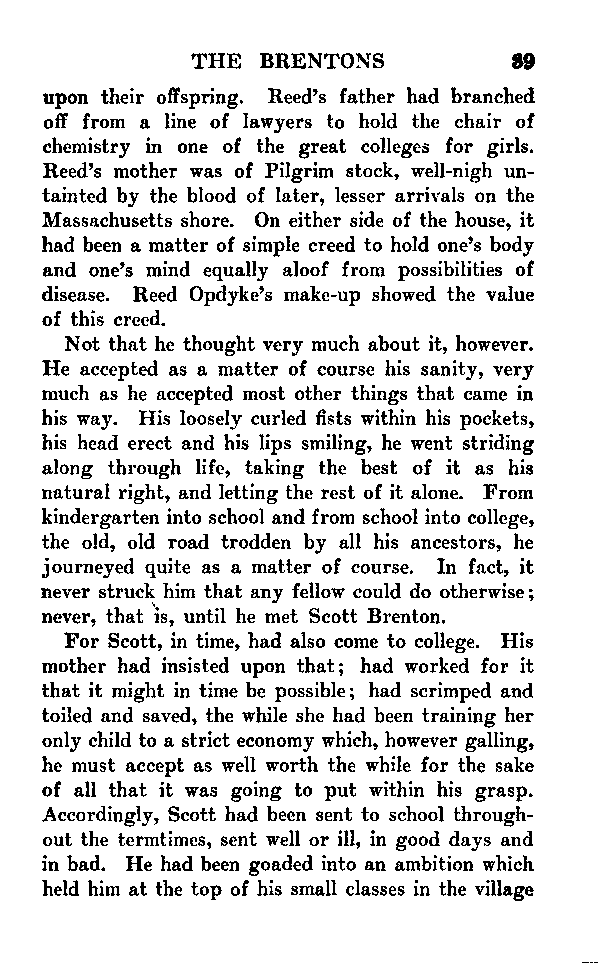 THE BRENTONS 39
upon their offspring. Reed's father had branched
off from a line of lawyers to hold the chair of
chemistry in one of the great colleges for girls.
Reed's mother was of Pilgrim stock, well-nigh un-
tainted by the blood of later, lesser arrivals on the
Massachusetts shore. On either side of the house, it
had been a matter of simple creed to hold one's body
and one's mind equally aloof from possibilities of
disease. Reed Opdyke's make-up showed the value
of this creed.
Not that he thought very much about it, however.
He accepted as a matter of course his sanity, very
much as he accepted most other things that came in
his way. His loosely curled fists within his pockets,
his head erect and his lips smiling, he went striding
along through life, taking the best of it as his
natural right, and letting the rest of it alone. From
kindergarten into school and from school into college,
the old, old road trodden by all his ancestors, he
journeyed quite as a matter of course. In fact, it
never struck him that any fellow could do otherwise;
never, that is, until he met Scott Brenton.
For Scott, in time, had also come to college. His
mother had insisted upon that; had worked for it
that it might in time be possible; had scrimped and
toiled and saved, the while she had been training her
only child to a strict economy which, however galling,
he must accept as well worth the while for the sake
of all that it was going to put within his grasp.
Accordingly, Scott had been sent to school through-
out the termtimes, sent well or ill, in good days and
in bad. He had been goaded into an ambition which
held him at the top of his small classes in the village